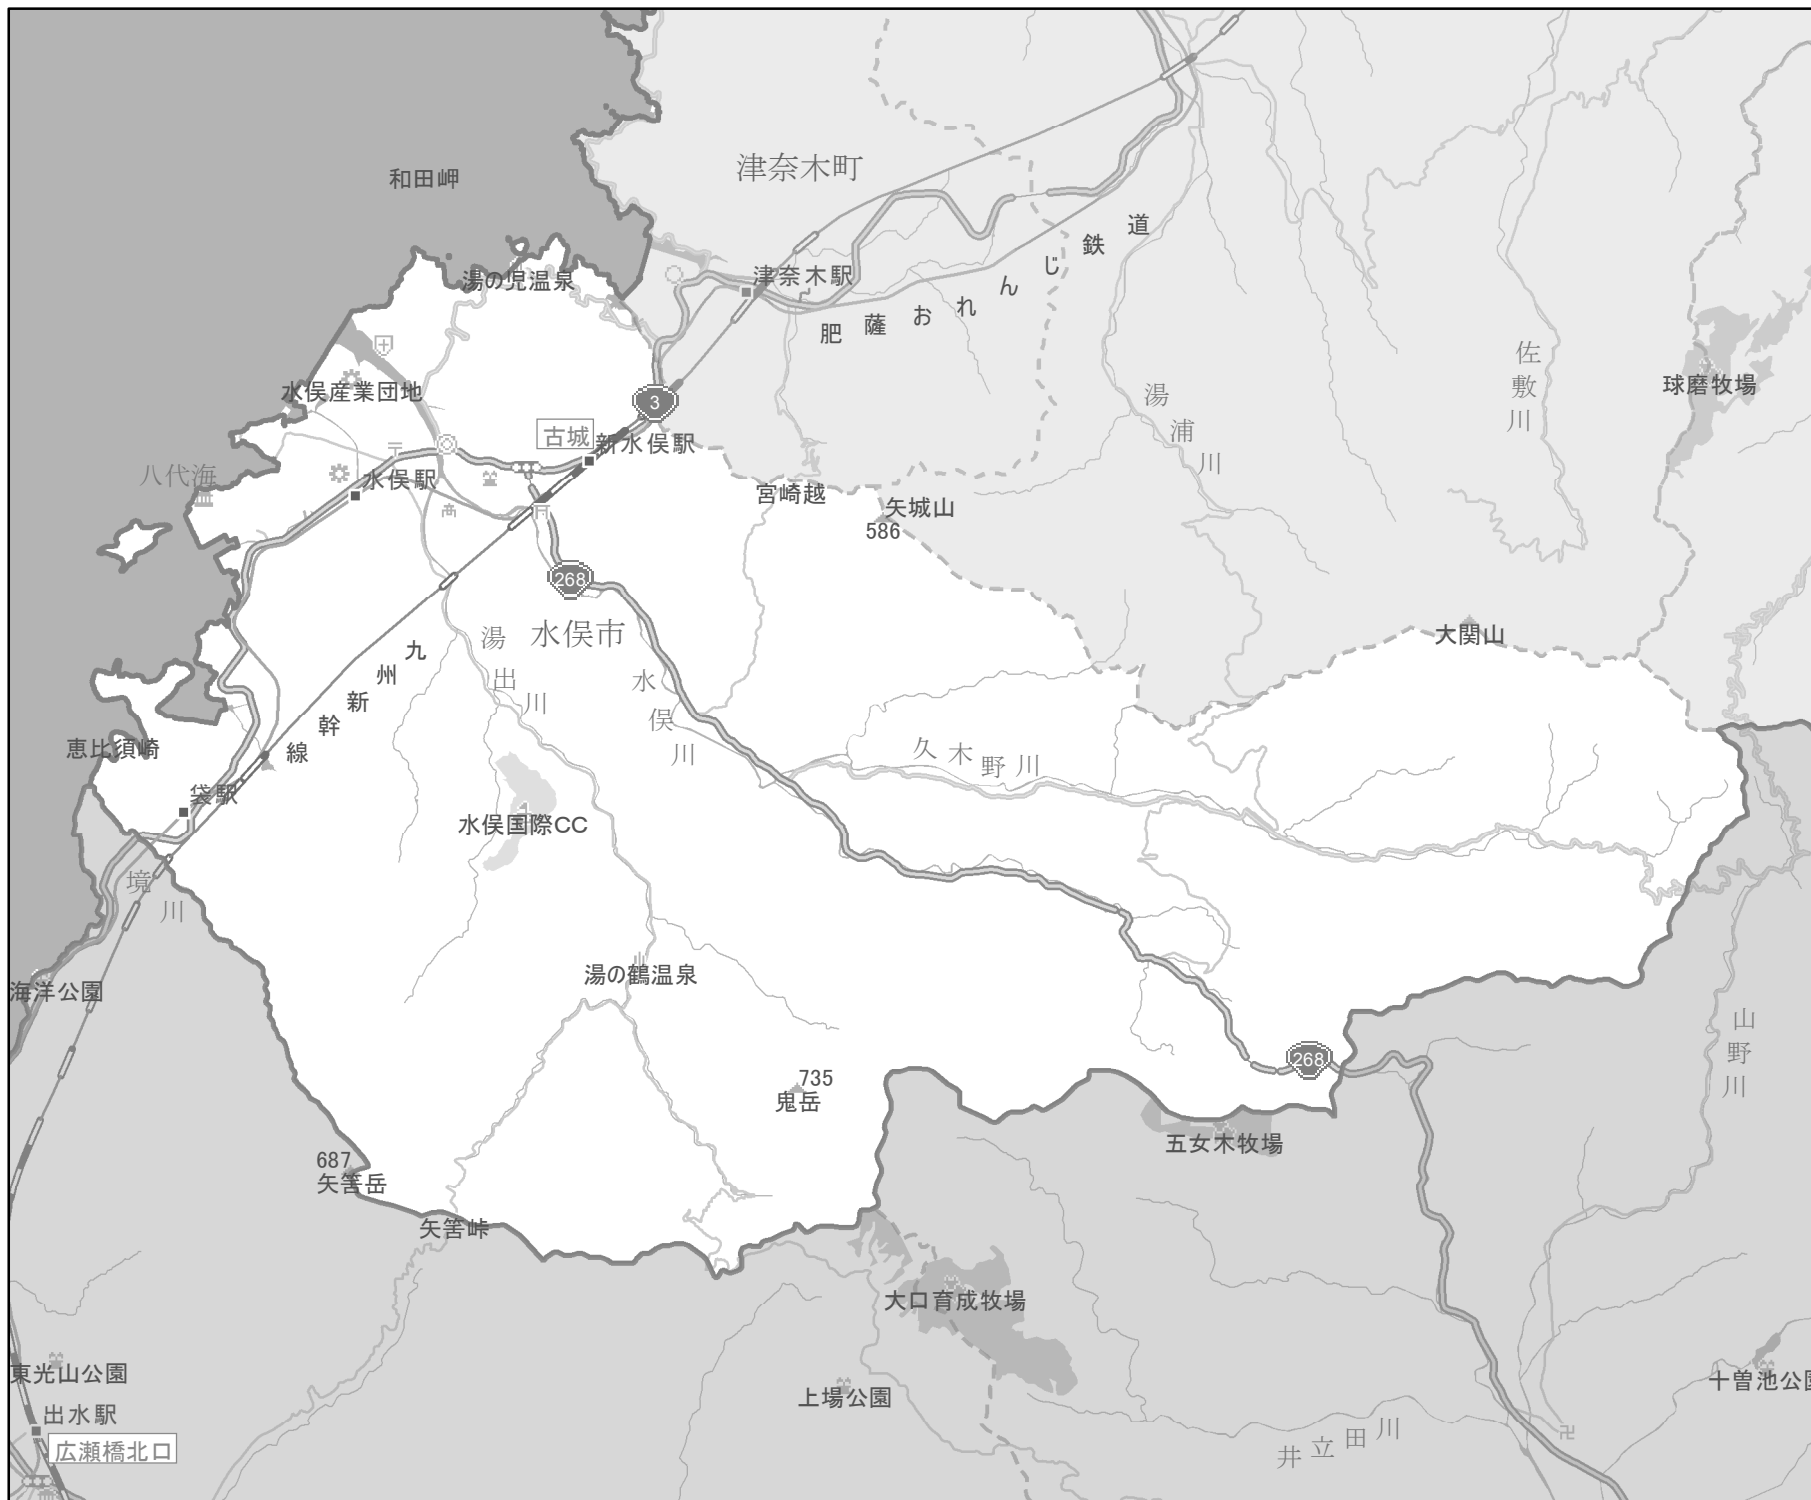 和田岬
津奈木町
湯の児温泉
津奈木駅
肥薩おれんじ鉄道
佐敷川
湯浦川
球磨牧場
水俣産業団地
3
古城
新水俣駅
八代海
水俣駅
宮崎越
矢城山
586
268
水俣市
湯出川
九州新幹線
水俣川
大関山
恵比須崎
久木野川
袋駅
水俣国際CC
境川
湯の鶴温泉
海洋公園
山野川
268
735
鬼岳
五女木牧場
687
矢筈岳
矢筈峠
大口育成牧場
東光山公園
上場公園
十曽池公園
出水駅
広瀬橋北口
井立田川